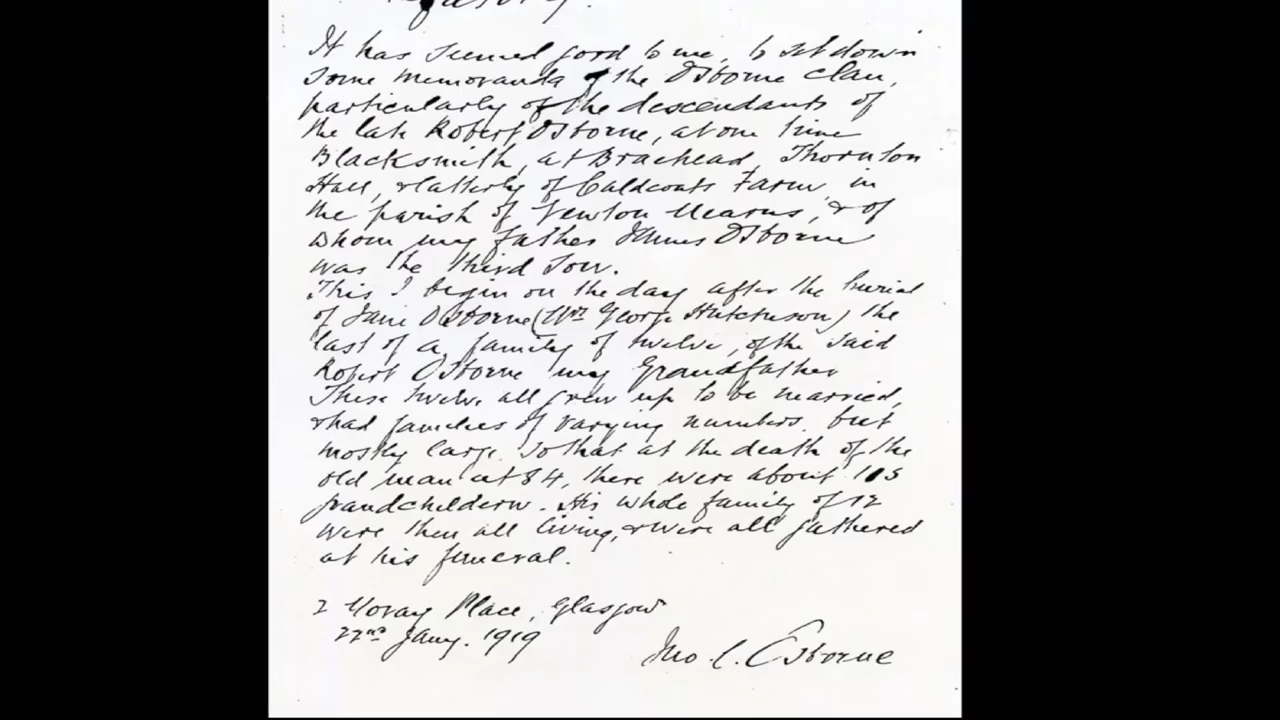 It has seemed good to me, to set down
some memoranda of the Osborne Clan,
particularly of the descendants of
the late Robert Osborne, at one time
Blacksmith, at Braehead, Thornton
Hall, & latterly of Caldcoats Farm, in
the parish of Newton Mearns, & of
whom my father James Osborne
was the third son.
This I begin on the day after the burial
of Jane Osborne (Mrs George Hutcheson) the
last of a family of twelve, of the said
Robert Osborne my Grandfather
These twelve all grew up to be married,
& had families of varying numbers, but
mostly large. So that at the death of the
old man at 84, there were about 105
grandchildern. His whole family of 12
were then all living, & were all gathered
at his funeral.
2 Moray Place, Glasgow
22nd Jany. 1919
Jno. C. Osborne